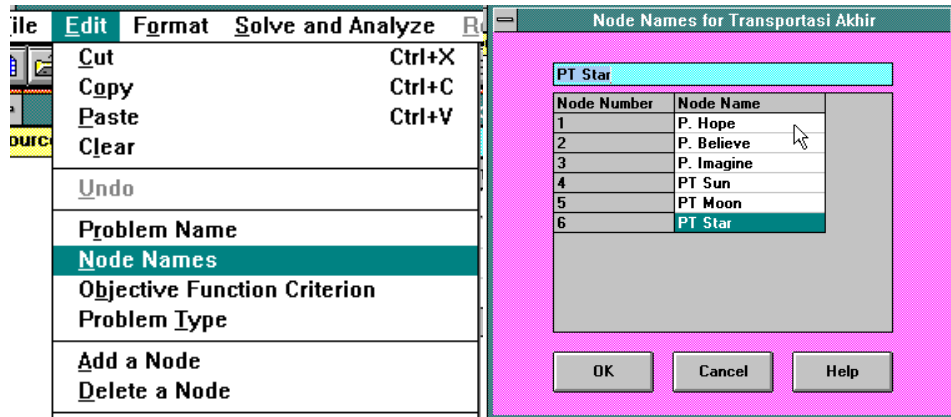 ile Edit Format Solve and Analyze Re
Cut Ctrl+X
Copy Ctrl+C
Paste Ctrl+V
Clear
ourc
Undo
Problem Name
Node Names
Objective Function Criterion
Problem Type
Add a Node
Delete a Node
Node Names for Transportasi Akhir
PT Star
Node Number Node Name
1 P. Hope
2 P. Believe
3 P. Imagine
4 PT Sun
5 PT Moon
6 PT Star
OK Cancel Help